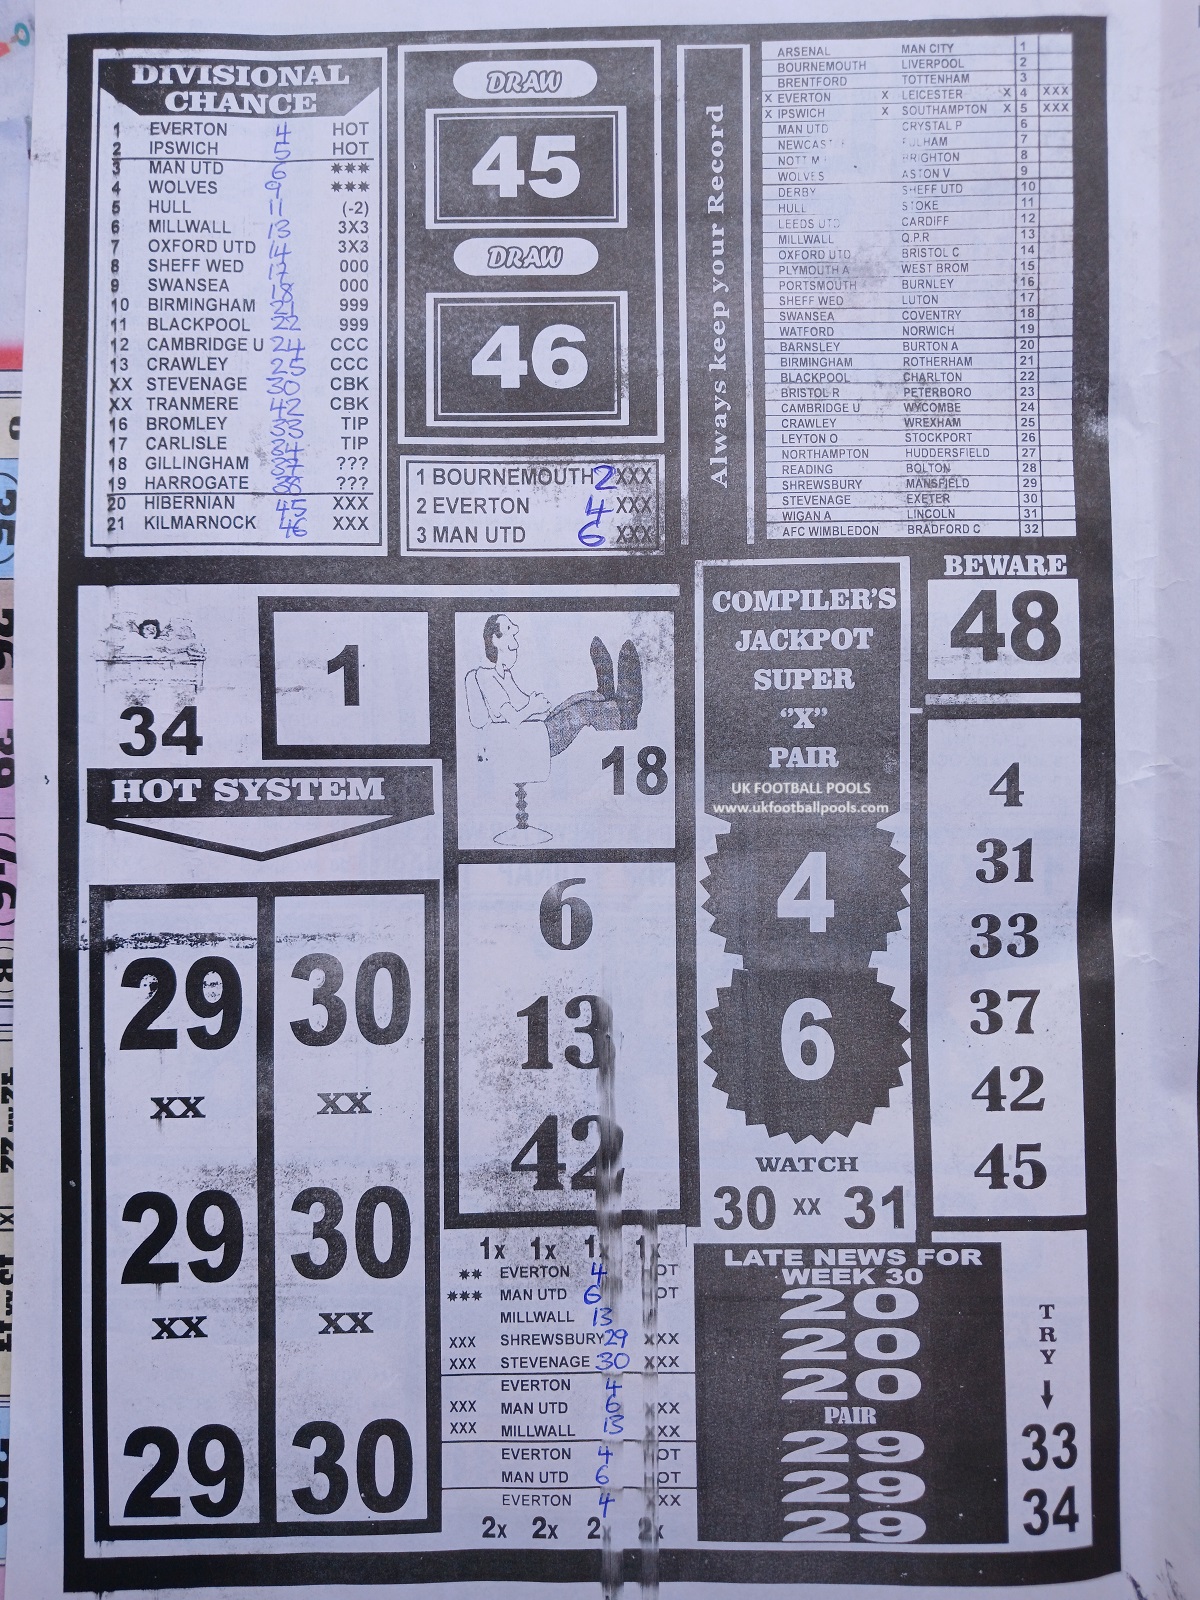 DIVISIONAL
CHANCE
1 EVERTON 4 HOT
2 IPSWICH 5 HOT
3 MAN UTD 6 ***
4 WOLVES 9 ***
5 HULL 11 (-2)
6 MILLWALL 13 3X3
7 OXFORD UTD 14 3X3
8 SHEFF WED 17 000
9 SWANSEA 18 000
10 BIRMINGHAM 21 999
11 BLACKPOOL 22 999
12 CAMBRIDGE U 24 CCC
13 CRAWLEY 25 CCC
XX STEVENAGE 30 CBK
XX TRANMERE 42 CBK
16 BROMLEY 33 TIP
17 CARLISLE 34 TIP
18 GILLINGHAM 37 ???
19 HARROGATE 38 ???
20 HIBERNIAN 45 XXX
21 KILMARNOCK 46 XXX
DRAW
45
DRAW
46
1 BOURNEMOUTH 2 XXX
2 EVERTON 4 XXX
3 MAN UTD 6 XXX
Always keep your Record
ARSENAL MAN CITY 1
BOURNEMOUTH LIVERPOOL 2
BRENTFORD TOTTENHAM 3
X EVERTON X LEICESTER X 4 XXX
X IPSWICH X SOUTHAMPTON X 5 XXX
MAN UTD CRYSTAL P 6
7
BRIGHTON 8
WOLVES ASTON V 9
DERBY SHEFF UTD 10
HULL STOKE 11
LEEDS UTD CARDIFF 12
MILLWALL Q.P.R 13
OXFORD UTD BRISTOL C 14
PLYMOUTH A WEST BROM 15
PORTSMOUTH BURNLEY 16
SHEFF WED LUTON 17
SWANSEA COVENTRY 18
WATFORD NORWICH 19
BARNSLEY BURTON A 20
BIRMINGHAM ROTHERHAM 21
BLACKPOOL CHARLTON 22
BRISTOL R PETERBORO 23
CAMBRIDGE U WYCOMBE 24
CRAWLEY WREXHAM 25
LEYTON O STOCKPORT 26
NORTHAMPTON HUDDERSFIELD 27
READING BOLTON 28
SHREWSBURY MANSFIELD 29
STEVENAGE EXETER 30
WIGAN A LINCOLN 31
AFC WIMBLEDON BRADFORD C 32
34
1
18
HOT SYSTEM
29 30
XX XX
29 30
XX XX
29 30
6
13
42
1x 1x 1x 1x
** EVERTON 4 HOT
*** MAN UTD 6 HOT
MILLWALL 13
XXX SHREWSBURY 29 XXX
XXX STEVENAGE 30 XXX
EVERTON 4
XXX MAN UTD 6 XXX
XXX MILLWALL 13 XXX
EVERTON 4 HOT
MAN UTD 6 HOT
EVERTON 4 XXX
2x 2x 2x 2x
COMPILER'S
JACKPOT
SUPER
"X"
PAIR
UK FOOTBALL POOLS
www.ukfootballpools.com
4
6
WATCH
30 XX 31
BEWARE
48
4
31
33
37
42
45
LATE NEWS FOR
WEEK 30
20
20
20
PAIR
29
29
29
TRY
33
34